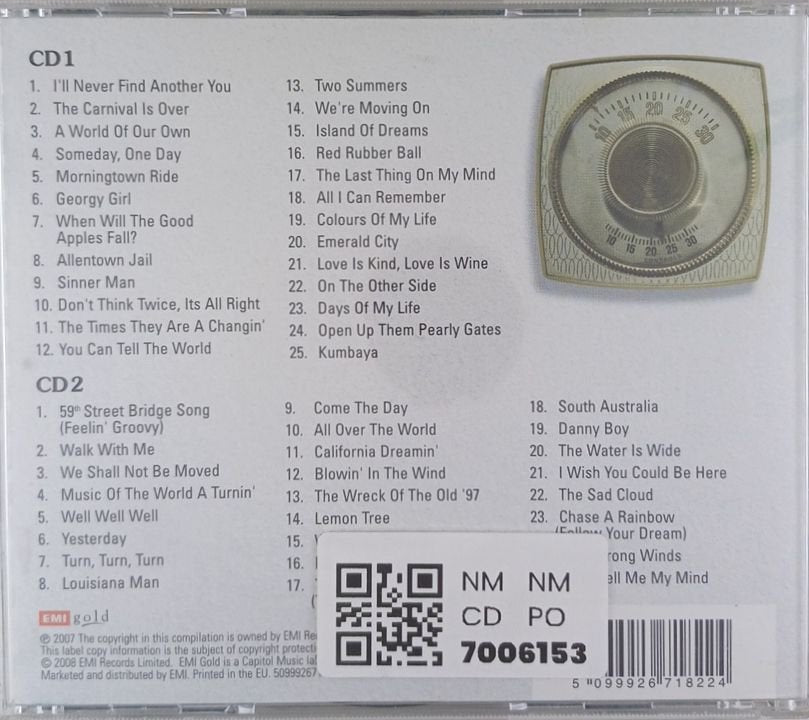 CD1
1. I'll Never Find Another You
2. The Carnival Is Over
3. A World Of Our Own
4. Someday, One Day
5. Morningtown Ride
6. Georgy Girl
7. When Will The Good
Apples Fall?
8. Allentown Jail
9. Sinner Man
10. Don't Think Twice, Its All Right
11. The Times They Are A Changin'
12. You Can Tell The World
13. Two Summers
14. We're Moving On
15. Island Of Dreams
16. Red Rubber Ball
17. The Last Thing On My Mind
18. All I Can Remember
19. Colours Of My Life
20. Emerald City
21. Love Is Kind, Love Is Wine
22. On The Other Side
23. Days Of My Life
24. Open Up Them Pearly Gates
25. Kumbaya
10 15 20 25 30
10 15 20 25 30
CD2
1. 59th Street Bridge Song
(Feelin' Groovy)
2. Walk With Me
3. We Shall Not Be Moved
4. Music Of The World A Turnin'
5. Well Well Well
6. Yesterday
7. Turn, Turn, Turn
8. Louisiana Man
9. Come The Day
10. All Over The World
11. California Dreamin'
12. Blowin' In The Wind
13. The Wreck Of The Old '97
14. Lemon Tree
15.
16.
17.
18. South Australia
19. Danny Boy
20. The Water Is Wide
21. I Wish You Could Be Here
22. The Sad Cloud
23. Chase A Rainbow
(Follow Your Dream)
Winds
Me My Mind
EMI gold
℗ 2007 The copyright in this compilation is owned by EMI
This label copy information is the subject of copyright
© 2008 EMI Records Limited. EMI Gold is a Capitol Music
Marketed and distributed by EMI. Printed in the EU.
NM NM
CD PO
7006153
5 099926 718224